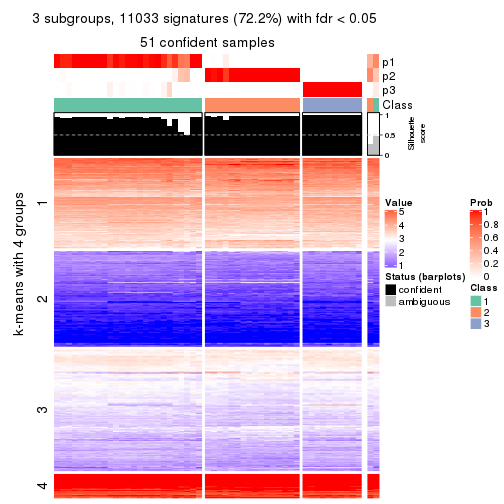 3 subgroups, 11033 signatures (72.2%) with fdr < 0.05
51 confident samples
p1
p2
p3
Class
1
0.5
0
Silhouette
score
k-means with 4 groups
1
2
3
4
Value
5
4
3
2
1
Status (barplots)
confident
ambiguous
Prob
1
0.8
0.6
0.4
0.2
0
Class
1
2
3